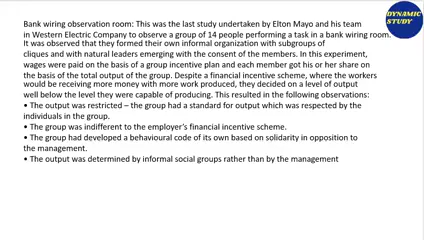 DYNAMIC
STUDY
Bank wiring observation room: This was the last study undertaken by Elton Mayo and his team
in Western Electric Company to observe a group of 14 people performing a task in a bank wiring room.
It was observed that they formed their own informal organization with subgroups of
cliques and with natural leaders emerging with the consent of the members. In this experiment,
wages were paid on the basis of a group incentive plan and each member got his or her share on
the basis of the total output of the group. Despite a financial incentive scheme, where the workers
would be receiving more money with more work produced, they decided on a level of output
well below the level they were capable of producing. This resulted in the following observations:
• The output was restricted – the group had a standard for output which was respected by the
individuals in the group.
• The group was indifferent to the employer's financial incentive scheme.
• The group had developed a behavioural code of its own based on solidarity in opposition to
the management.
• The output was determined by informal social groups rather than by the management